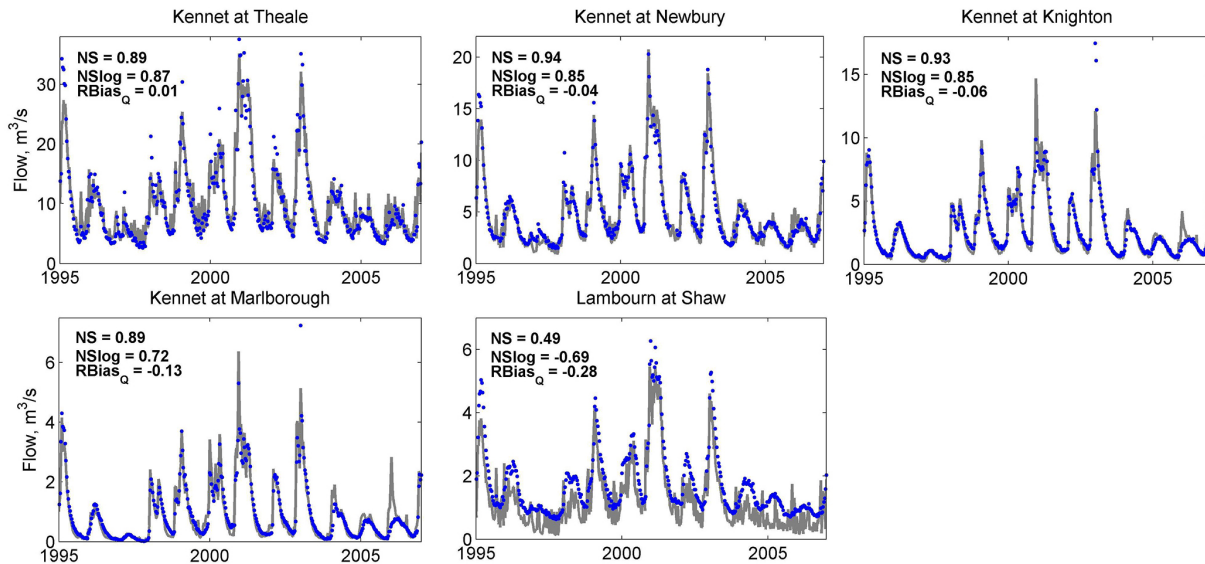 Kennet at Theale
NS = 0.89
NSlog = 0.87
RBias_Q = 0.01
Flow, m³/s
30
20
10
0
1995
2000
2005
Kennet at Newbury
NS = 0.94
NSlog = 0.85
RBias_Q = -0.04
20
15
10
5
0
1995
2000
2005
Kennet at Knighton
NS = 0.93
NSlog = 0.85
RBias_Q = -0.06
15
10
5
0
1995
2000
2005
Kennet at Marlborough
NS = 0.89
NSlog = 0.72
RBias_Q = -0.13
Flow, m³/s
6
4
2
0
1995
2000
2005
Lambourn at Shaw
NS = 0.49
NSlog = -0.69
RBias_Q = -0.28
6
4
2
0
1995
2000
2005